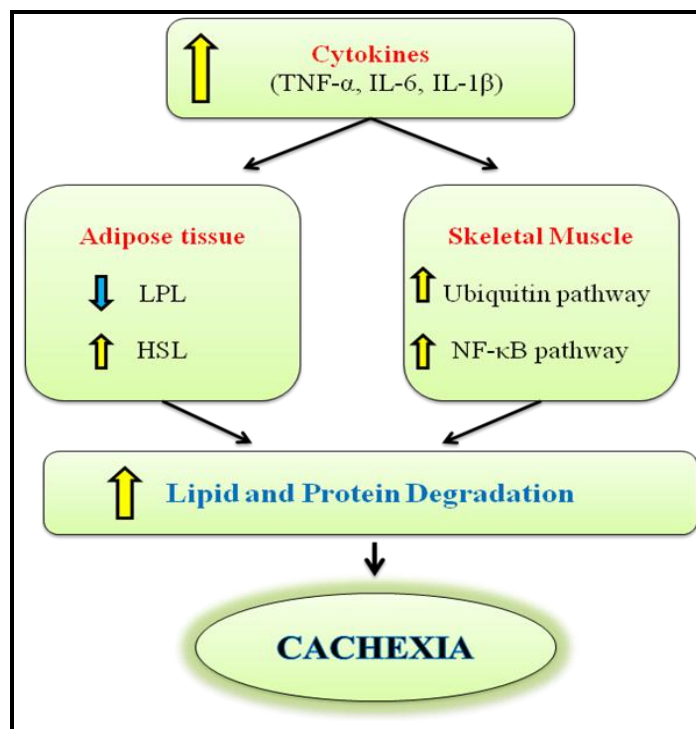 Cytokines
(TNF-α, IL-6, IL-1β)
Adipose tissue
LPL
HSL
Skeletal Muscle
Ubiquitin pathway
NF-κB pathway
Lipid and Protein Degradation
CACHEXIA